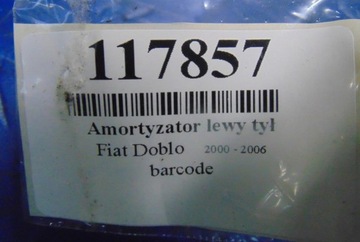 117857
Amortyzator lewy tył
Fiat Doblo 2000 - 2006
barcode